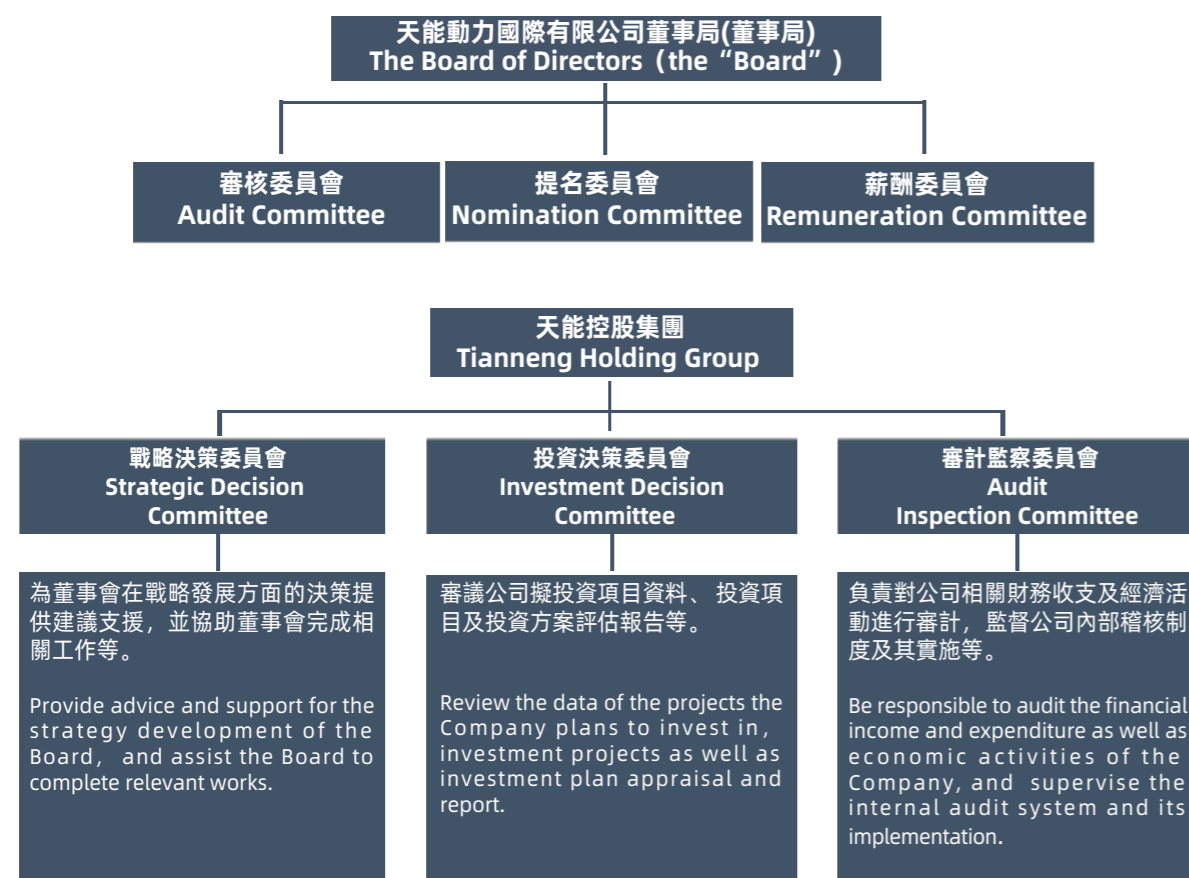 天能動力國際有限公司董事局(董事局)
The Board of Directors（the “Board”）
審核委員會
Audit Committee
提名委員會
Nomination Committee
薪酬委員會
Remuneration Committee
天能控股集團
Tianneng Holding Group
戰略決策委員會
Strategic Decision
Committee
投資決策委員會
Investment Decision
Committee
審計監察委員會
Audit
Inspection Committee
為董事會在戰略發展方面的決策提
供建議支援，並協助董事會完成相
關工作等。
Provide advice and support for the
strategy development of the
Board， and assist the Board to
complete relevant works.
審議公司擬投資項目資料、 投資項
目及投資方案評估報告等。
Review the data of the projects the
Company plans to invest in，
investment projects as well as
investment plan appraisal and
report.
負責對公司相關財務收支及經濟活
動進行審計，監督公司內部稽核制
度及其實施等。
Be responsible to audit the financial
income and expenditure as well as
economic activities of the
Company, and supervise the
internal audit system and its
implementation.